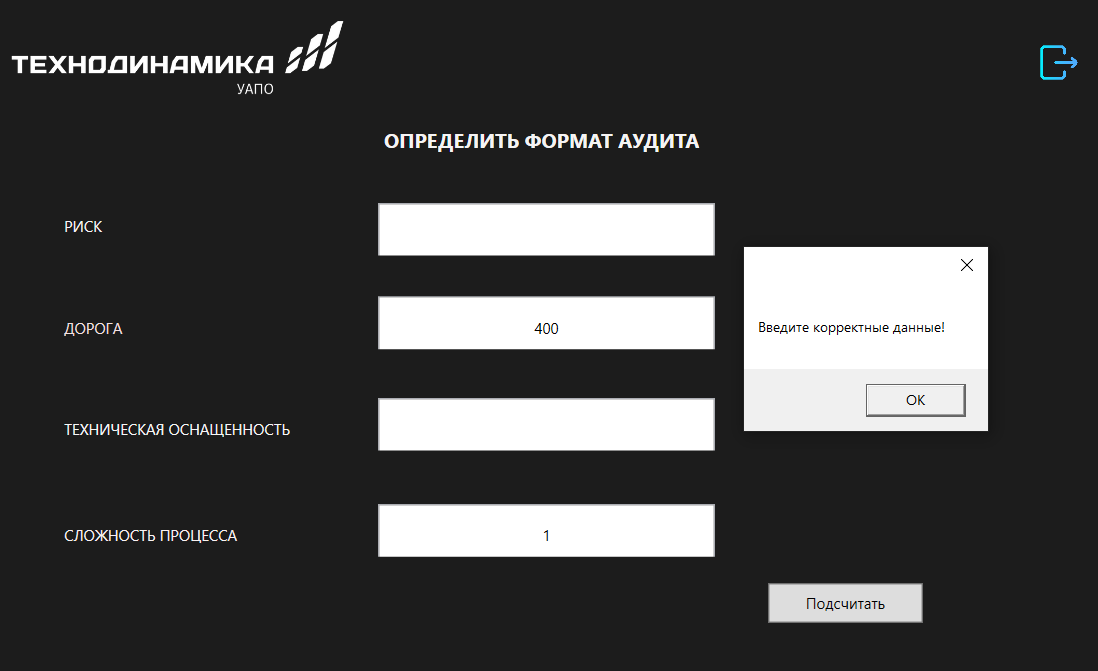 ТЕХНОДИНАМИКА
УАПО
ОПРЕДЕЛИТЬ ФОРМАТ АУДИТА
РИСК
ДОРОГА
400
Введите корректные данные!
ОК
ТЕХНИЧЕСКАЯ ОСНАЩЕННОСТЬ
СЛОЖНОСТЬ ПРОЦЕССА
1
Подсчитать